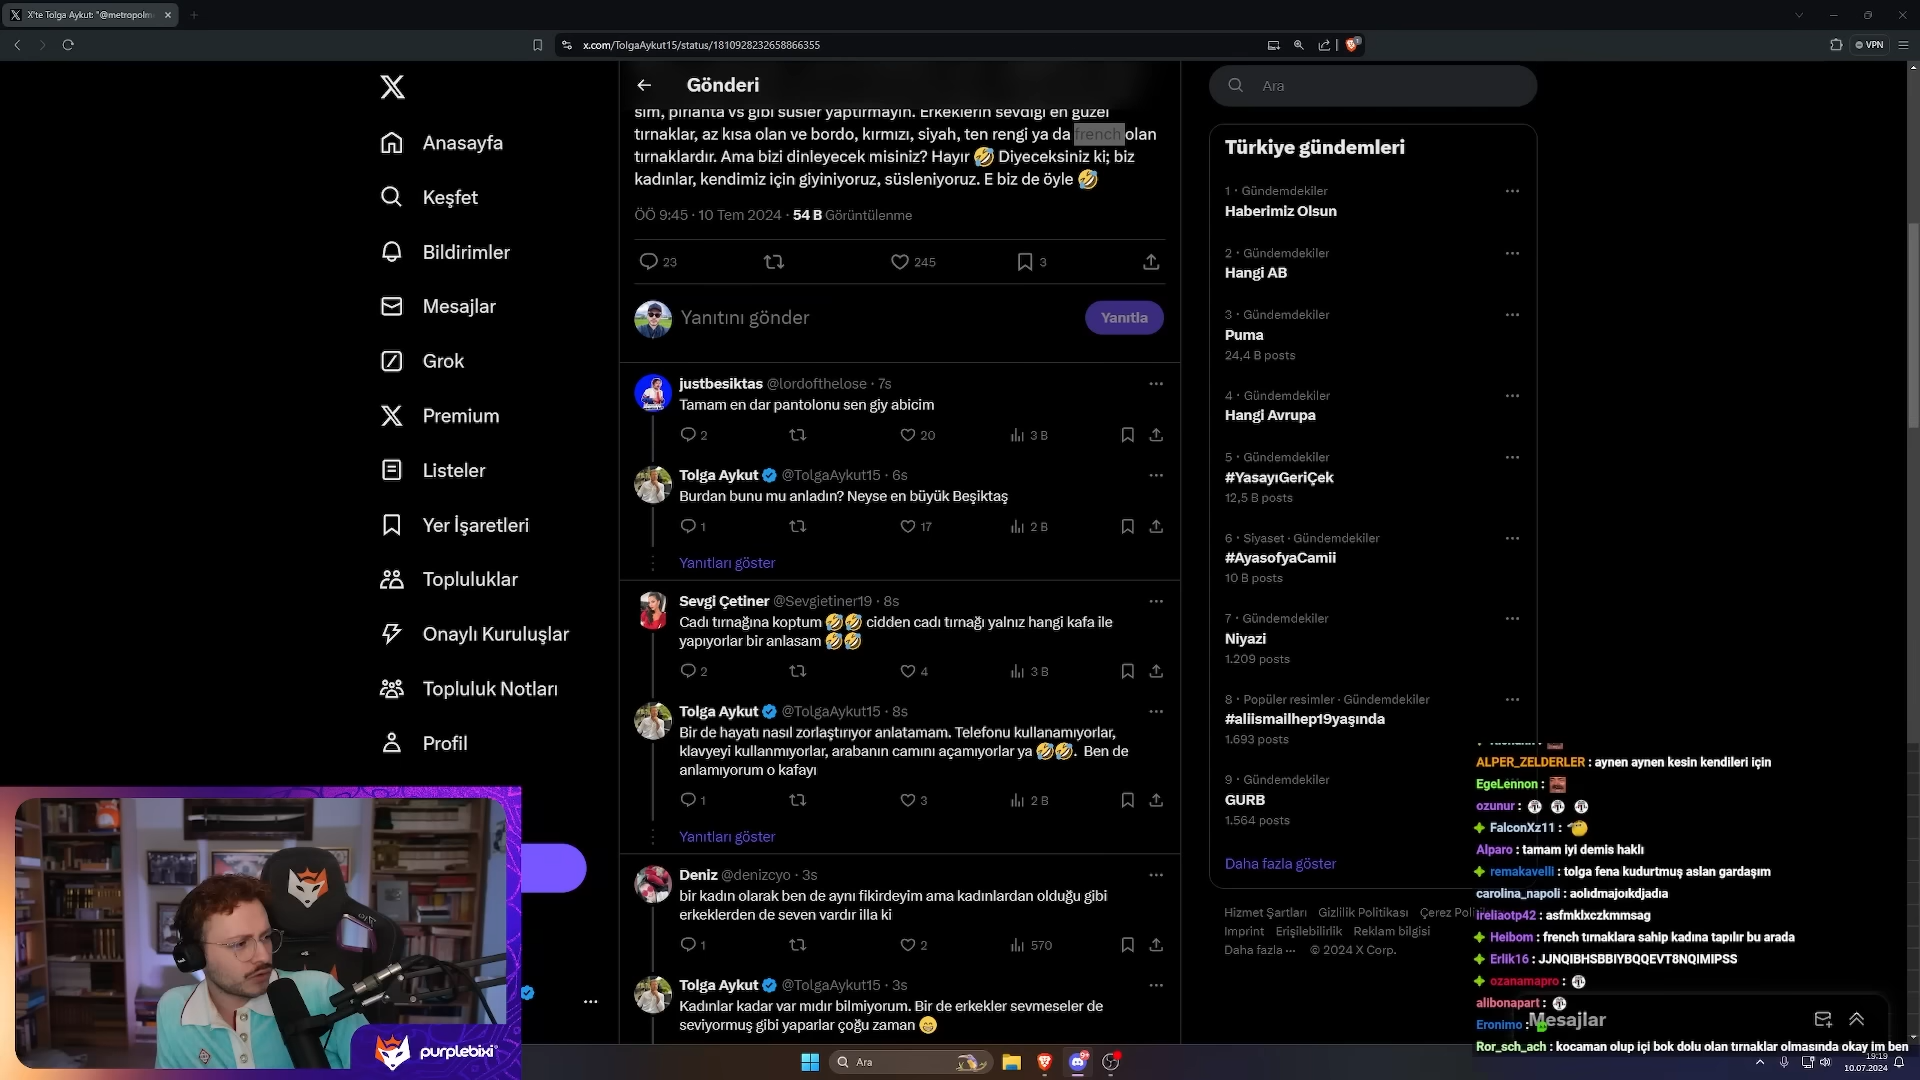 X'te Tolga Aykut: "@metropolm
x.com/TolgaAykut15/status/1810928232658866355
VPN
Anasayfa
Keşfet
Bildirimler
Mesajlar
Grok
Premium
Listeler
Yer İşaretleri
Topluluklar
Onaylı Kuruluşlar
Topluluk Notları
Profil
Gönderi
sim, pırlanta vs gibi süsler yaptırmayın. Erkeklerin sevdiği en güzel
tırnaklar, az kısa olan ve bordo, kırmızı, siyah, ten rengi ya da french olan
tırnaklardır. Ama bizi dinleyecek misiniz? Hayır 🤣 Diyeceksiniz ki; biz
kadınlar, kendimiz için giyiniyoruz, süsleniyoruz. E biz de öyle 🤣
ÖÖ 9:45 · 10 Tem 2024 · 54 B Görüntülenme
23 245 3
Yanıtını gönder
Yanıtla
justbesiktas @lordofthelose · 7s
Tamam en dar pantolonu sen giy abicim
2 20 3 B
Tolga Aykut @TolgaAykut15 · 6s
Burdan bunu mu anladın? Neyse en büyük Beşiktaş
1 17 2 B
Yanıtları göster
Sevgi Çetiner @Sevgietiner19 · 8s
Cadı tırnağına koptum 🤣🤣 cidden cadı tırnağı yalnız hangi kafa ile
yapıyorlar bir anlasam 🤣🤣
2 4 3 B
Tolga Aykut @TolgaAykut15 · 8s
Bir de hayatı nasıl zorlaştırıyor anlatamam. Telefonu kullanamıyorlar,
klavyeyi kullanmıyorlar, arabanın camını açamıyorlar ya 🤣🤣. Ben de
anlamıyorum o kafayı
1 3 2 B
Yanıtları göster
Deniz @denizcyo · 3s
bir kadın olarak ben de aynı fikirdeyim ama kadınlardan olduğu gibi
erkeklerden de seven vardır illa ki
1 2 570
Tolga Aykut @TolgaAykut15 · 3s
Kadınlar kadar var mıdır bilmiyorum. Bir de erkekler sevmeseler de
seviyormuş gibi yaparlar çoğu zaman 😁
Ara
Türkiye gündemleri
1 · Gündemdekiler
Haberimiz Olsun
2 · Gündemdekiler
Hangi AB
3 · Gündemdekiler
Puma
24,4 B posts
4 · Gündemdekiler
Hangi Avrupa
5 · Gündemdekiler
#YasayıGeriÇek
12,5 B posts
6 · Siyaset · Gündemdekiler
#AyasofyaCamii
10 B posts
7 · Gündemdekiler
Niyazi
1.209 posts
8 · Popüler resimler · Gündemdekiler
#aliismailhep19yaşında
1.693 posts
9 · Gündemdekiler
GURB
1.564 posts
Daha fazla göster
Hizmet Şartları Gizlilik Politikası Çerez Poli
Imprint Erişilebilirlik Reklam bilgisi
Daha fazla ··· © 2024 X Corp.
ALPER_ZELDERLER : aynen aynen kesin kendileri için
EgeLennon :
ozunur :
FalconXz11 :
Alparo : tamam iyi demis haklı
remakavelli : tolga fena kudurtmuş aslan gardaşım
carolina_napoli : aolıdmajoıkdjadıa
ireliaotp42 : asfmklxczkmmsag
Heibom : french tırnaklara sahip kadına tapılır bu arada
Erlik16 : JJNQIBHSBBIYBQQEVT8NQIMIPSS
ozanamapro :
alibonapart :
Eronimo :
Ror_sch_ach : kocaman olup içi bok dolu olan tırnaklar olmasında okay im ben
Mesajlar
purplebixi
Ara
19:19
10.07.2024